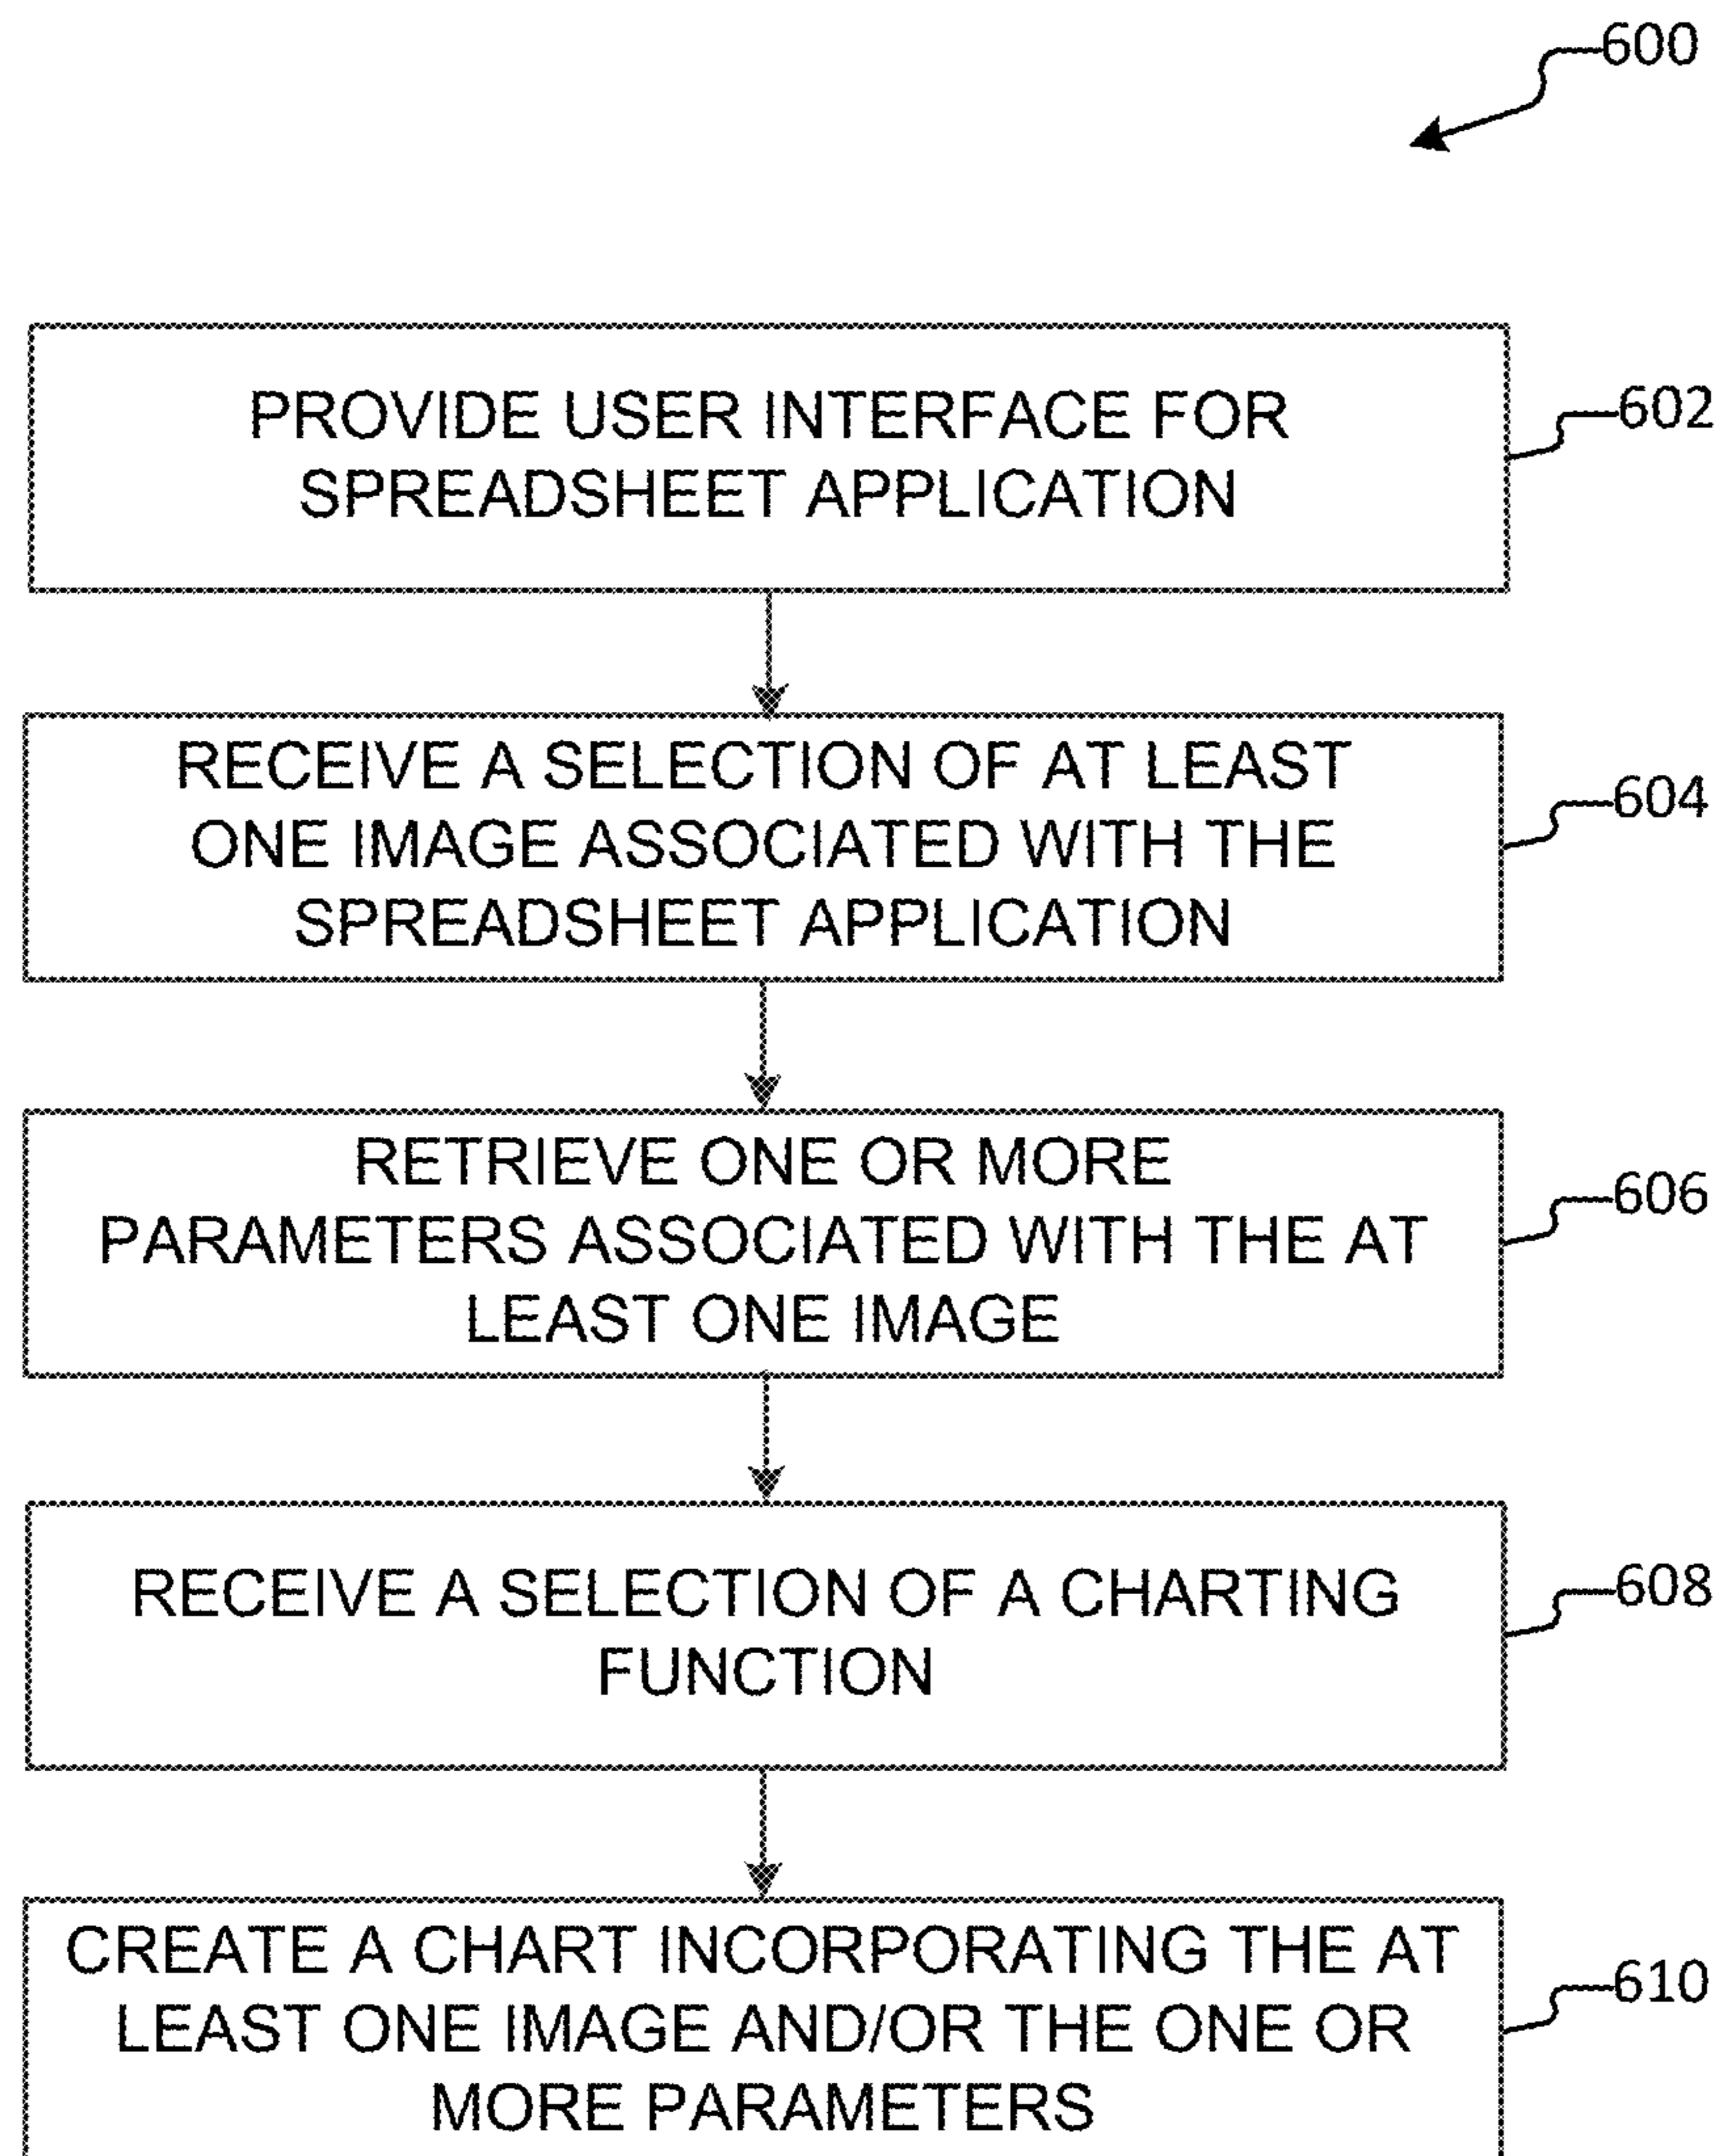 600
PROVIDE USER INTERFACE FOR
SPREADSHEET APPLICATION
602
RECEIVE A SELECTION OF AT LEAST
ONE IMAGE ASSOCIATED WITH THE
SPREADSHEET APPLICATION
604
RETRIEVE ONE OR MORE
PARAMETERS ASSOCIATED WITH THE AT
LEAST ONE IMAGE
606
RECEIVE A SELECTION OF A CHARTING
FUNCTION
608
CREATE A CHART INCORPORATING THE AT
LEAST ONE IMAGE AND/OR THE ONE OR
MORE PARAMETERS
610